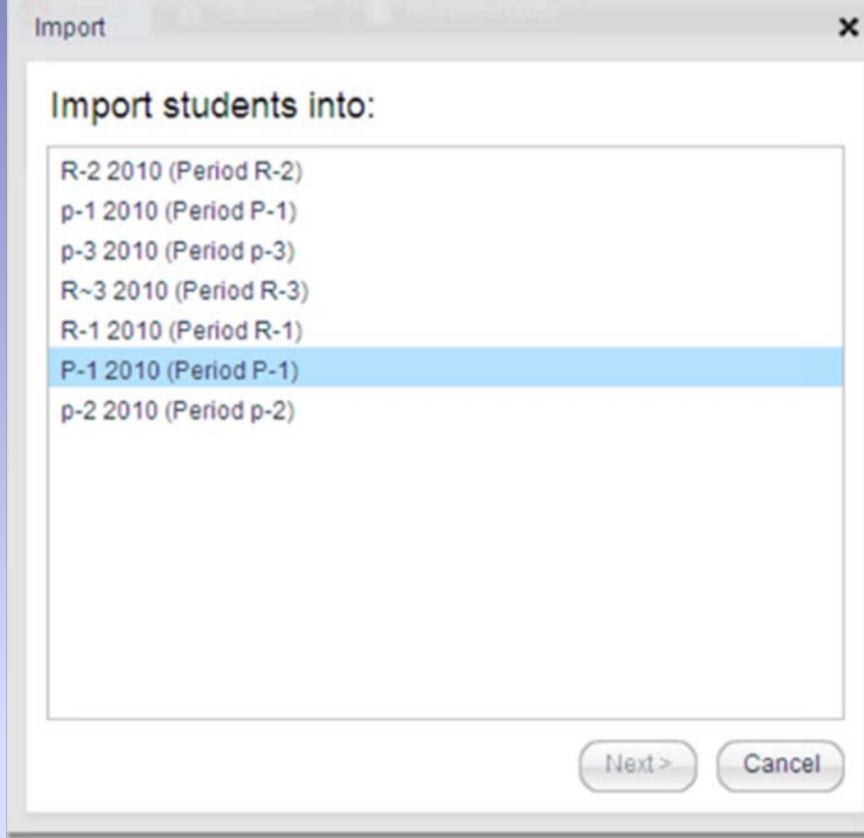 Import
Import students into:
R-2 2010 (Period R-2)
p-1 2010 (Period P-1)
p-3 2010 (Period p-3)
R~3 2010 (Period R-3)
R-1 2010 (Period R-1)
P-1 2010 (Period P-1)
p-2 2010 (Period p-2)
Next > Cancel